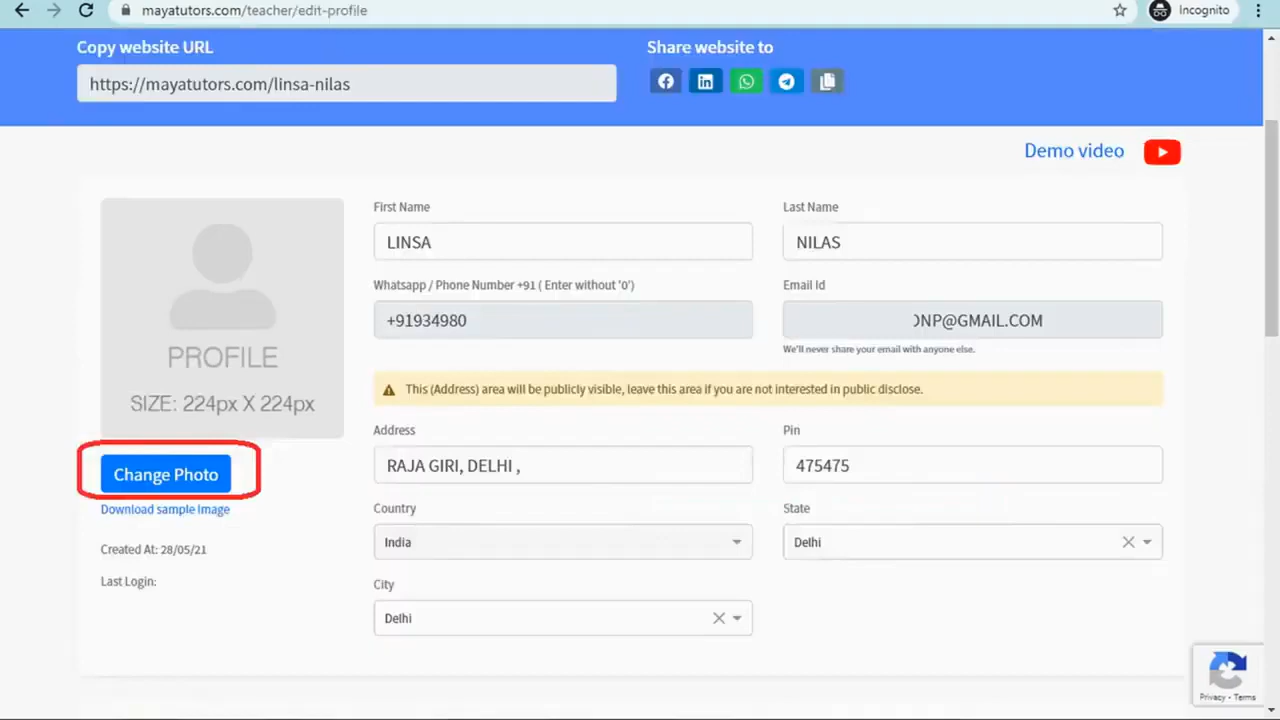 mayatutors.com/teacher/edit-profile
Incognito
Copy website URL
Share website to
https://mayatutors.com/linsa-nilas
Demo video
PROFILE
SIZE: 224px X 224px
Change Photo
Download sample Image
Created At: 28/05/21
Last Login:
First Name
Last Name
LINSA
NILAS
Whatsapp / Phone Number +91 ( Enter without '0')
Email Id
+91934980
NP@GMAIL.COM
We'll never share your email with anyone else.
This (Address) area will be publicly visible, leave this area if you are not interested in public disclose.
Address
Pin
RAJA GIRI, DELHI ,
475475
Country
State
India
Delhi
City
Delhi
Privacy - Terms